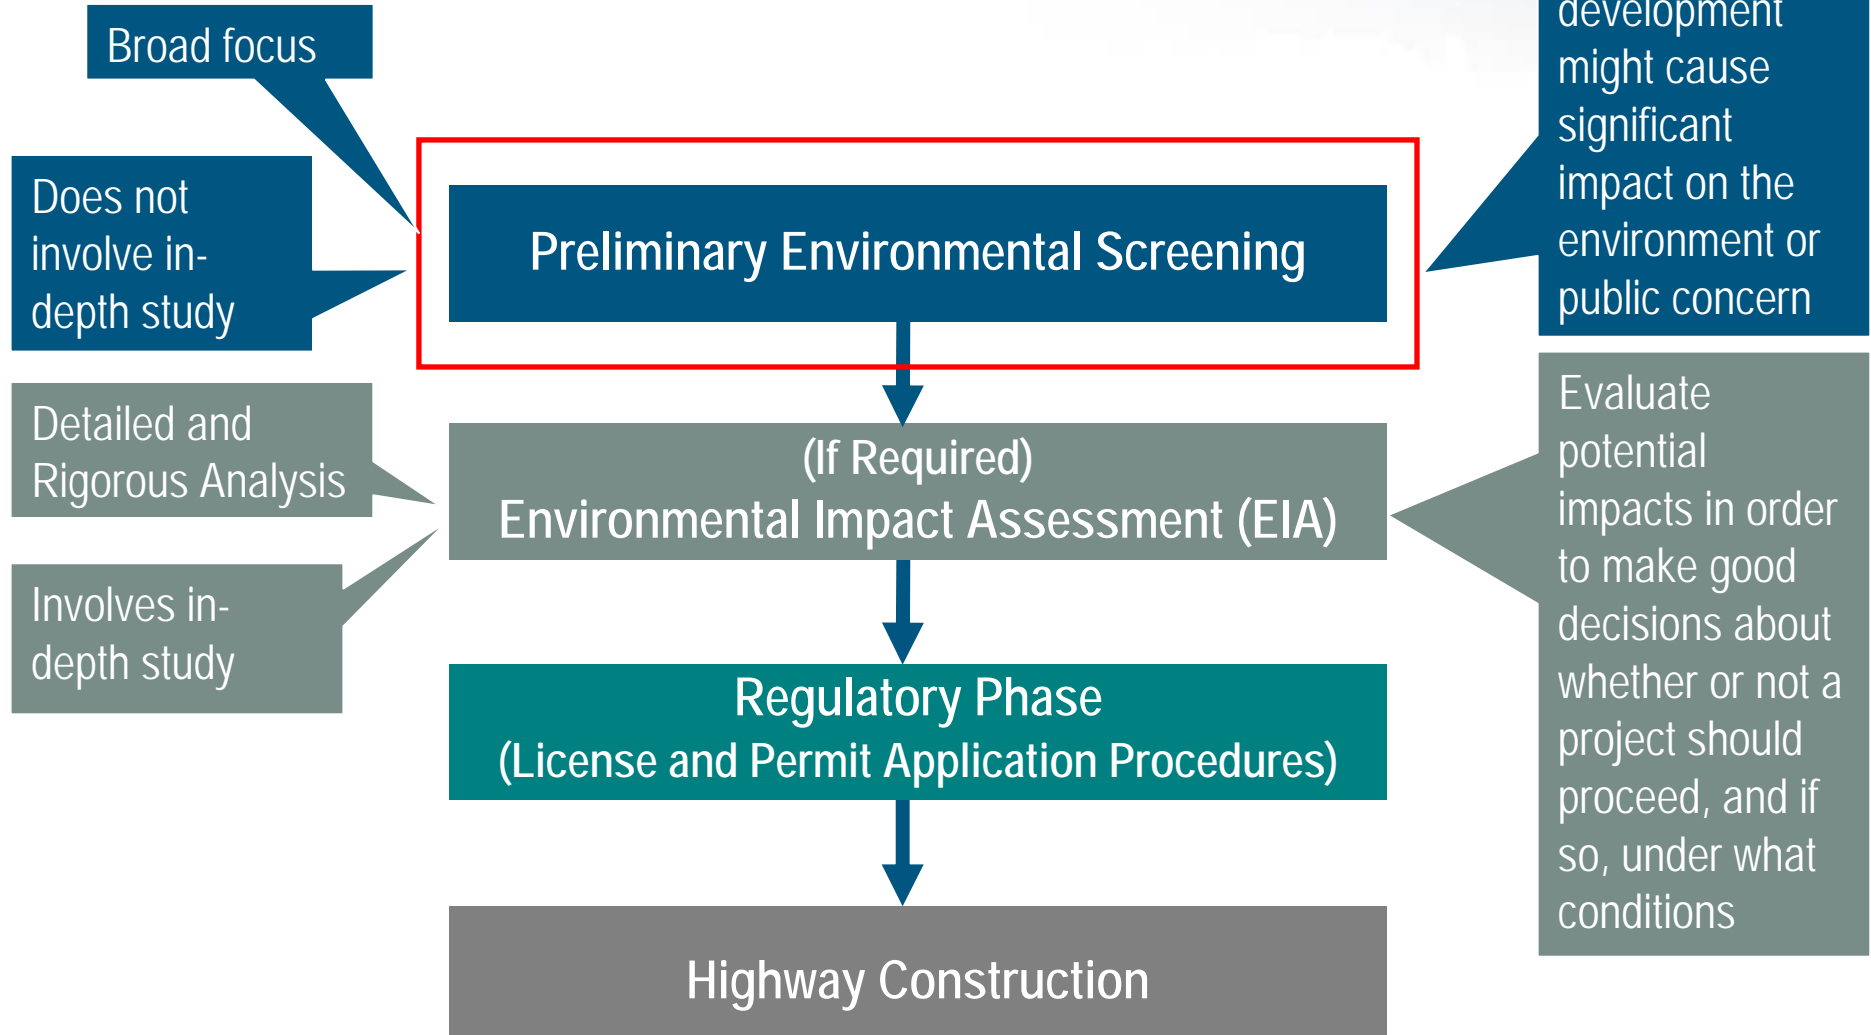 Broad focus
Does not
involve in-
depth study
Preliminary Environmental Screening
development
might cause
significant
impact on the
environment or
public concern
Detailed and
Rigorous Analysis
Involves in-
depth study
(If Required)
Environmental Impact Assessment (EIA)
Evaluate
potential
impacts in order
to make good
decisions about
whether or not a
project should
proceed, and if
so, under what
conditions
Regulatory Phase
(License and Permit Application Procedures)
Highway Construction